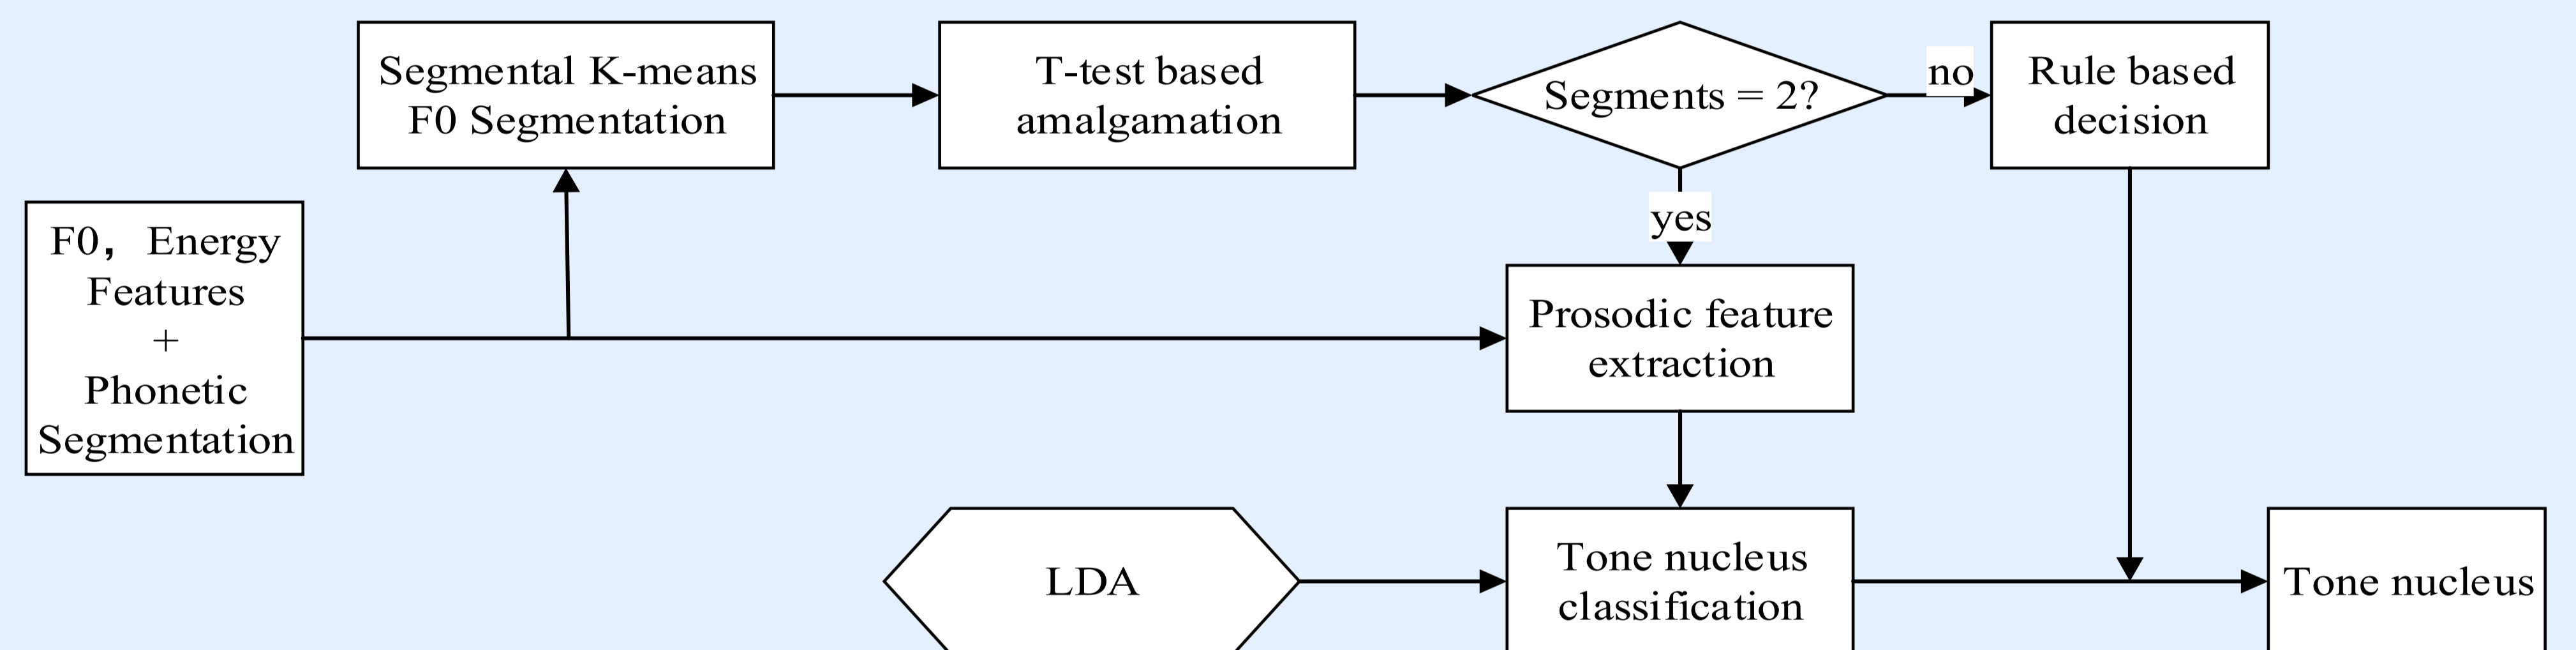 Segmental K-means
F0 Segmentation
T-test based
amalgamation
Segments = 2?
no
Rule based
decision
yes
F0，Energy
Features
+
Phonetic
Segmentation
Prosodic feature
extraction
LDA
Tone nucleus
classification
Tone nucleus